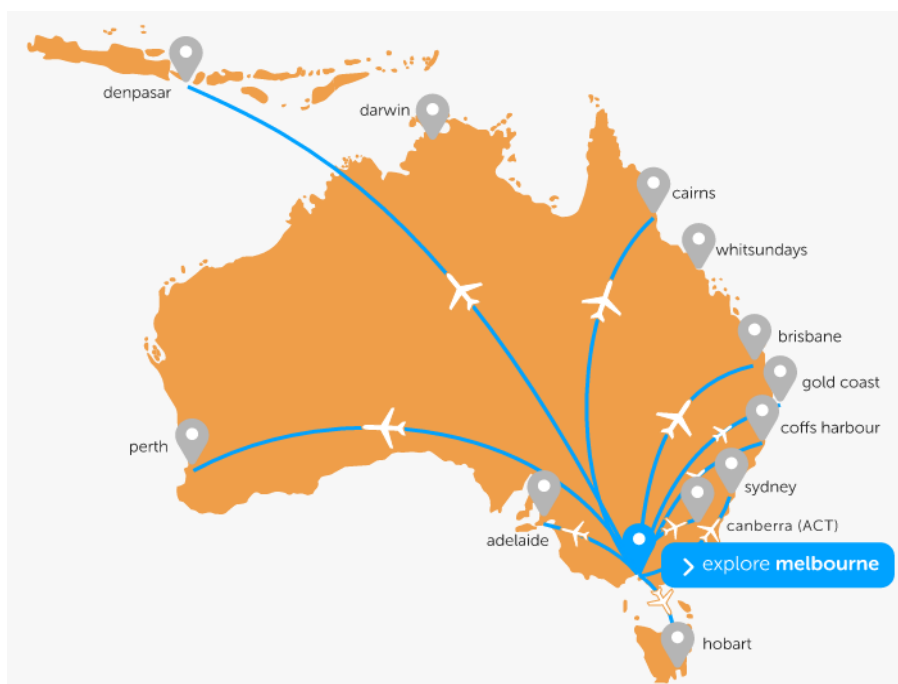 denpasar
darwin
cairns
whitsundays
brisbane
gold coast
coffs harbour
perth
sydney
canberra (ACT)
adelaide
explore melbourne
hobart